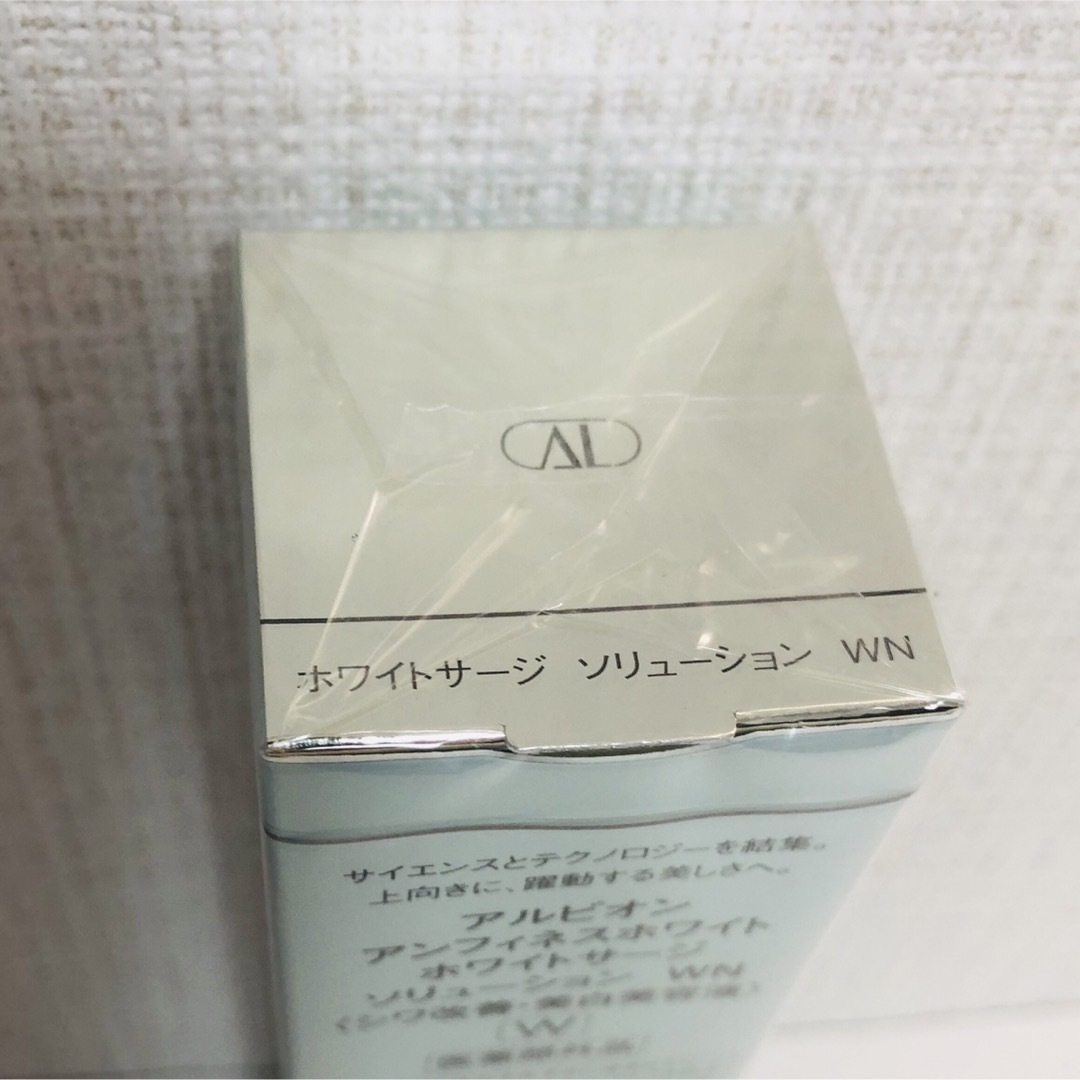 AL
ホワイトサージ ソリューション WN
サイエンスとテクノロジーを結集。
上向きに、躍動する美しさへ。
アルビオン
アンフィネスホワイト
ホワイトサージ
ソリューション WN
〈シワ改善・美白美容液〉
[W]
[医薬部外品]